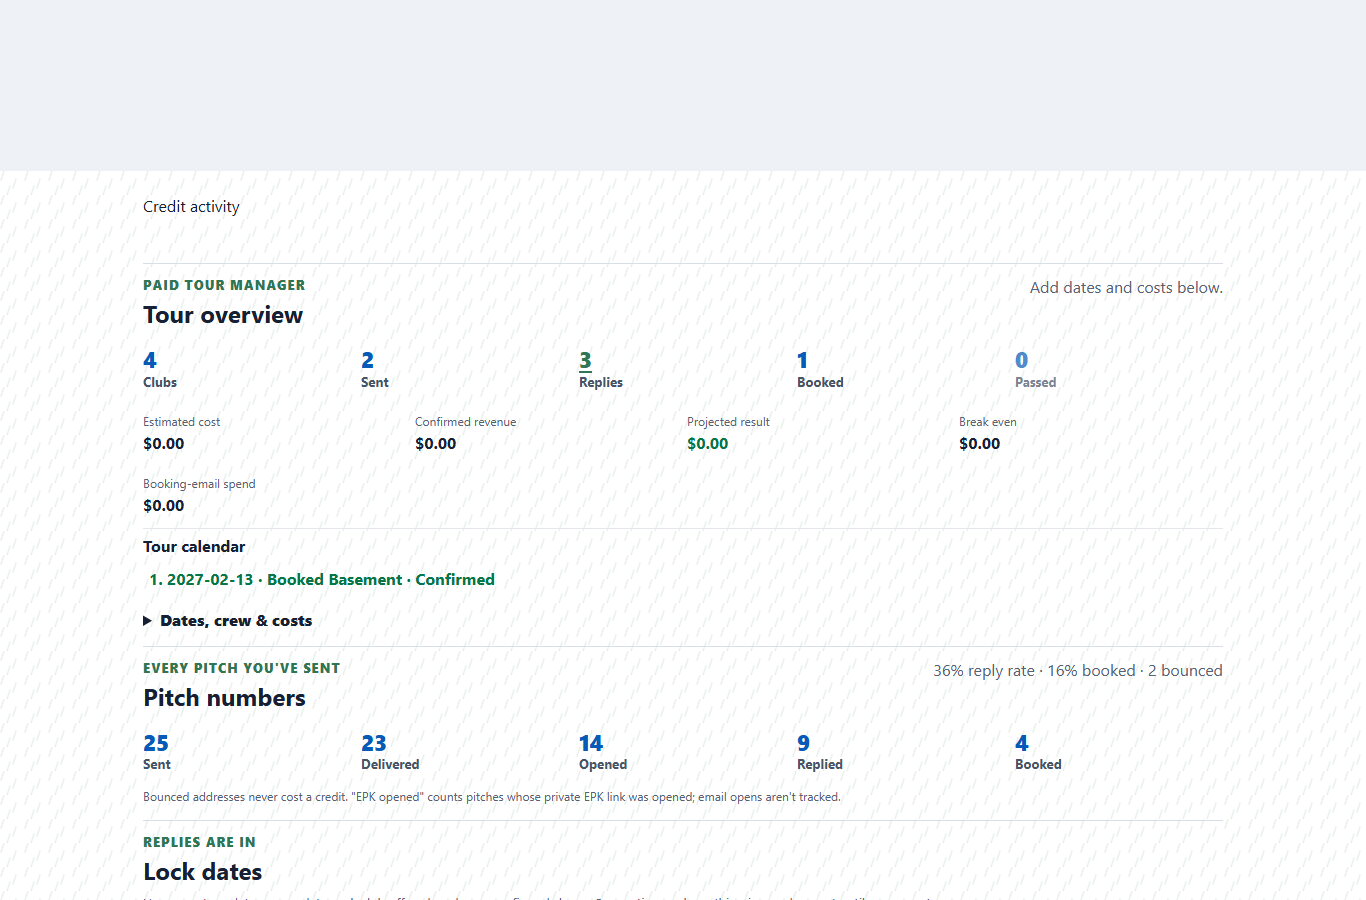 Credit activity
PAID TOUR MANAGER
Add dates and costs below.
Tour overview
4
Clubs
2
Sent
3
Replies
1
Booked
0
Passed
Estimated cost
$0.00
Confirmed revenue
$0.00
Projected result
$0.00
Break even
$0.00
Booking-email spend
$0.00
Tour calendar
1. 2027-02-13 · Booked Basement · Confirmed
Dates, crew & costs
EVERY PITCH YOU'VE SENT
36% reply rate · 16% booked · 2 bounced
Pitch numbers
25
Sent
23
Delivered
14
Opened
9
Replied
4
Booked
Bounced addresses never cost a credit. "EPK opened" counts pitches whose private EPK link was opened; email opens aren't tracked.
REPLIES ARE IN
Lock dates